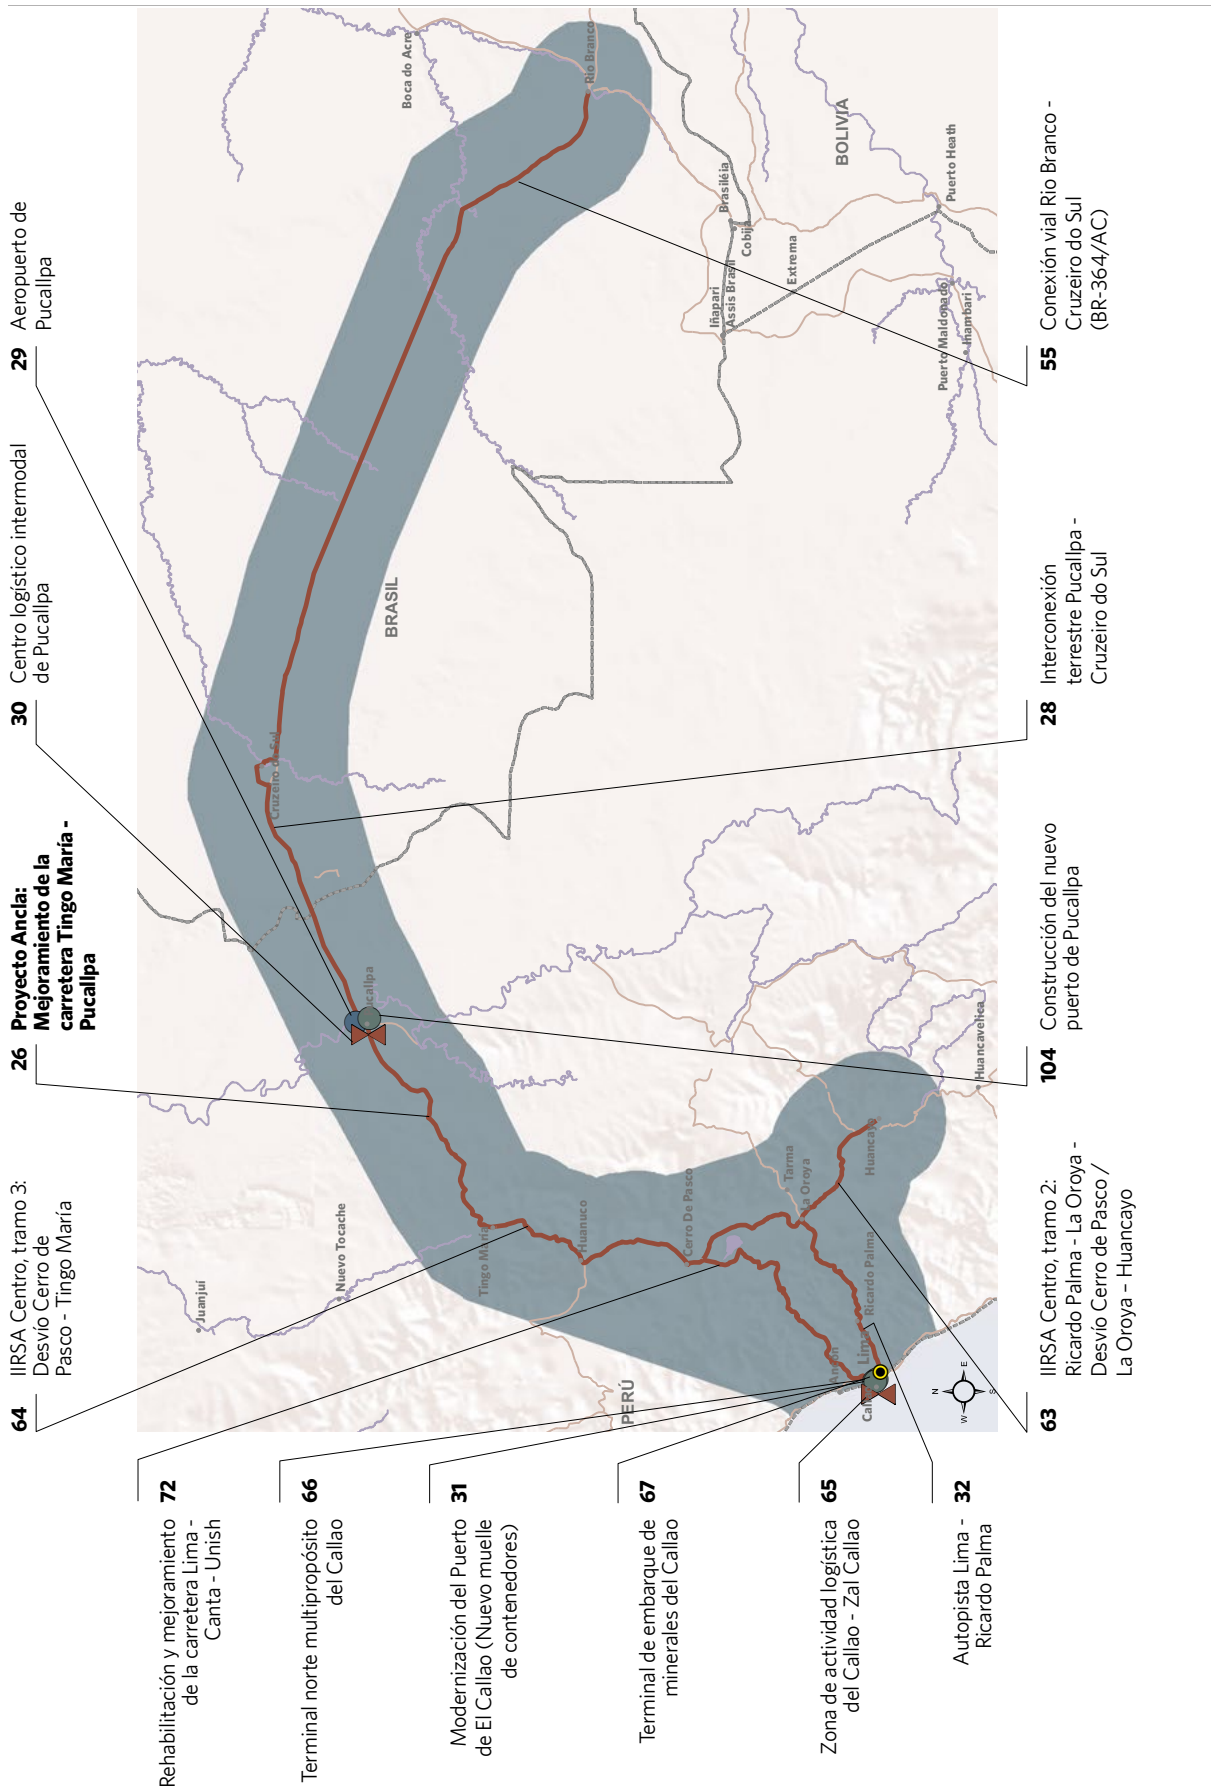 72
Rehabilitación y mejoramiento
de la carretera Lima -
Canta - Unish
66
Terminal norte multipropósito
del Callao
31
Modernización del Puerto
de El Callao (Nuevo muelle
de contenedores)
67
Terminal de embarque de
minerales del Callao
65
Zona de actividad logística
del Callao - Zal Callao
32
Autopista Lima -
Ricardo Palma
64
IIRSA Centro, tramo 3:
Desvío Cerro de
Pasco - Tingo María
26
Proyecto Ancla:
Mejoramiento de la
carretera Tingo María -
Pucallpa
30
Centro logístico intermodal
de Pucallpa
29
Aeropuerto de
Pucallpa
Juanjuí
Nuevo Tocache
Tingo María
Huanuco
PERÚ
Cerro De Pasco
Tarma
La Oroya
Ricardo Palma
Huancayo
Lima
Huancavelica
N
W
E
S
Cruzeiro do Sul
BRASIL
Boca do Acre
Rio Branco
Iñapari
Assis Brasil
Brasiléia
Cobija
Extrema
BOLIVIA
Puerto Heath
Puerto Maldonado
Inambari
63
IIRSA Centro, tramo 2:
Ricardo Palma - La Oroya -
Desvío Cerro de Pasco /
La Oroya - Huancayo
104
Construcción del nuevo
puerto de Pucallpa
28
Interconexión
terrestre Pucallpa -
Cruzeiro do Sul
55
Conexión vial Río Branco -
Cruzeiro do Sul
(BR-364/AC)